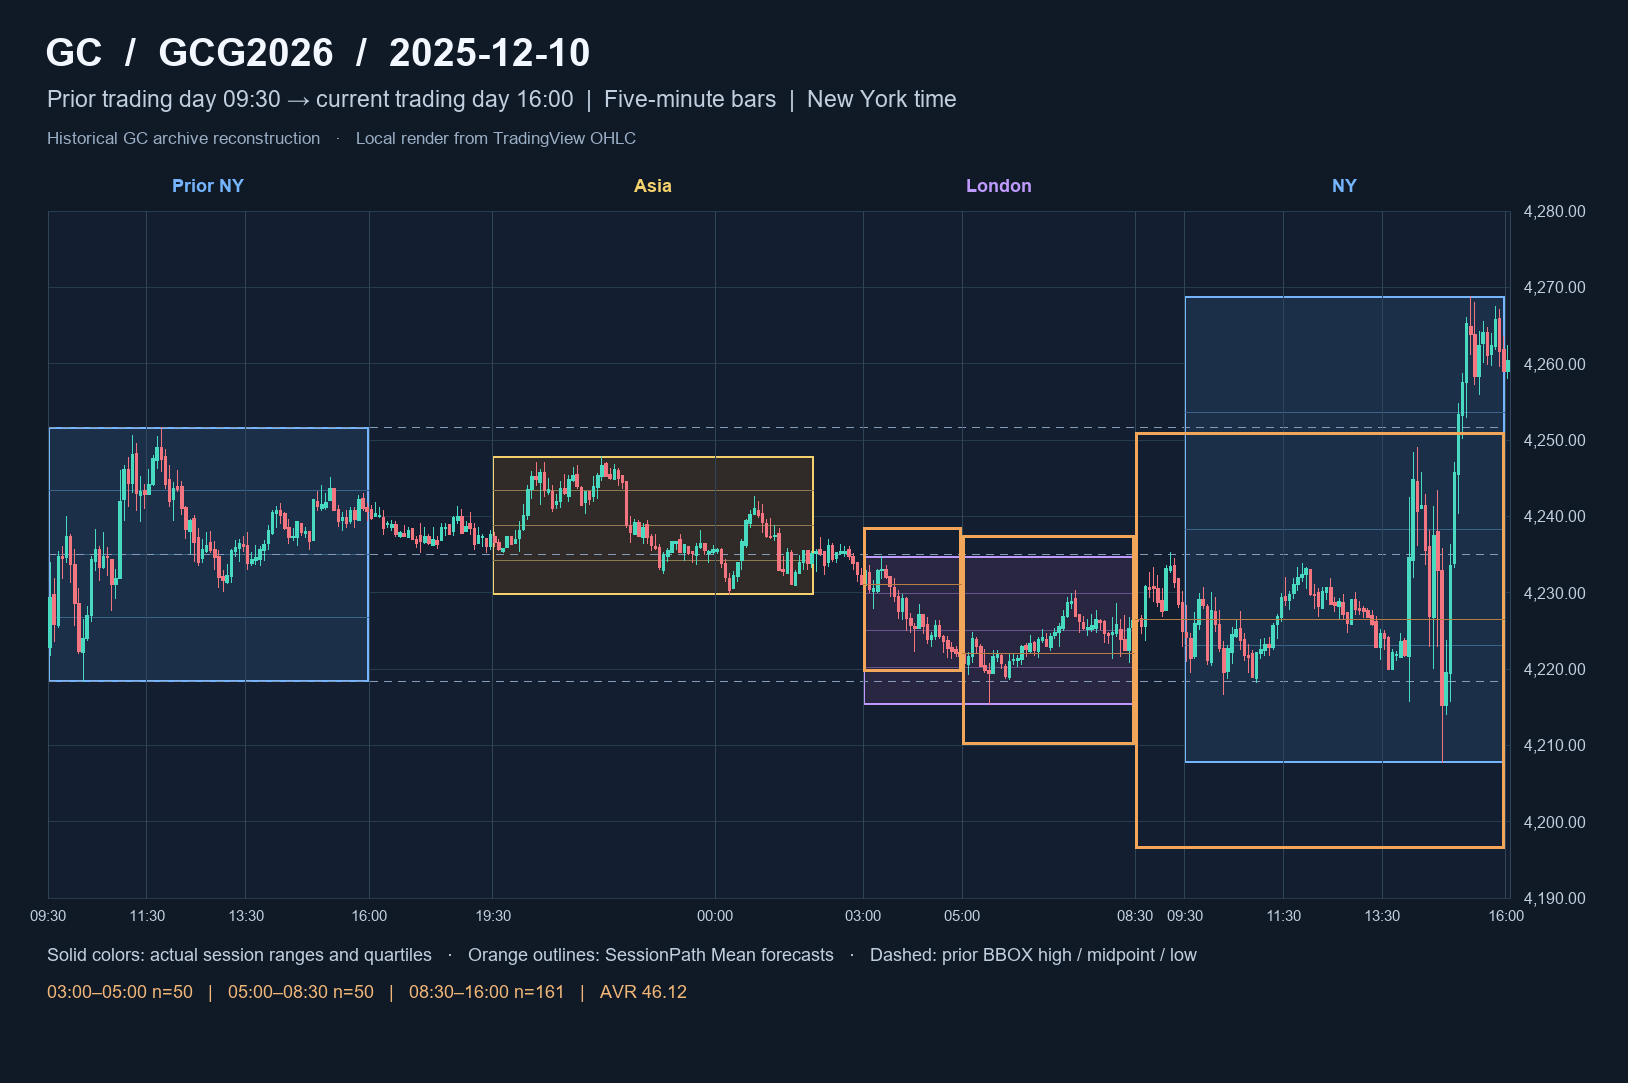 GC / GCG2026 / 2025-12-10
Prior trading day 09:30 → current trading day 16:00 | Five-minute bars | New York time
Historical GC archive reconstruction · Local render from TradingView OHLC
Prior NY Asia London NY
4,280.00
4,270.00
4,260.00
4,250.00
4,240.00
4,230.00
4,220.00
4,210.00
4,200.00
4,190.00
09:30 11:30 13:30 16:00 19:30 00:00 03:00 05:00 08:30 09:30 11:30 13:30 16:00
Solid colors: actual session ranges and quartiles · Orange outlines: SessionPath Mean forecasts · Dashed: prior BBOX high / midpoint / low
03:00–05:00 n=50 | 05:00–08:30 n=50 | 08:30–16:00 n=161 | AVR 46.12